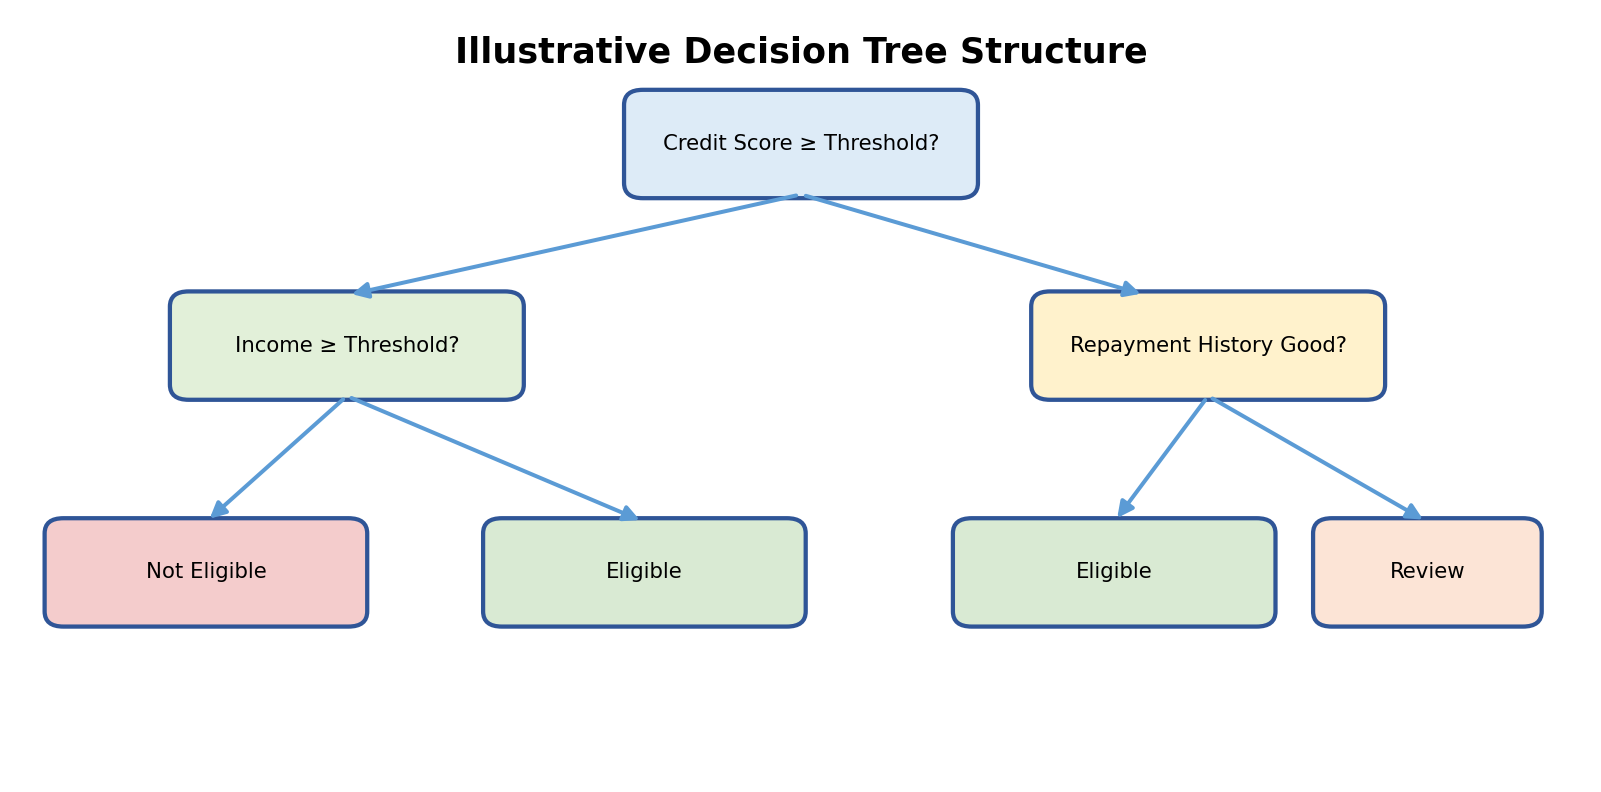 Illustrative Decision Tree Structure
Credit Score ≥ Threshold?
Income ≥ Threshold?
Repayment History Good?
Not Eligible
Eligible
Eligible
Review